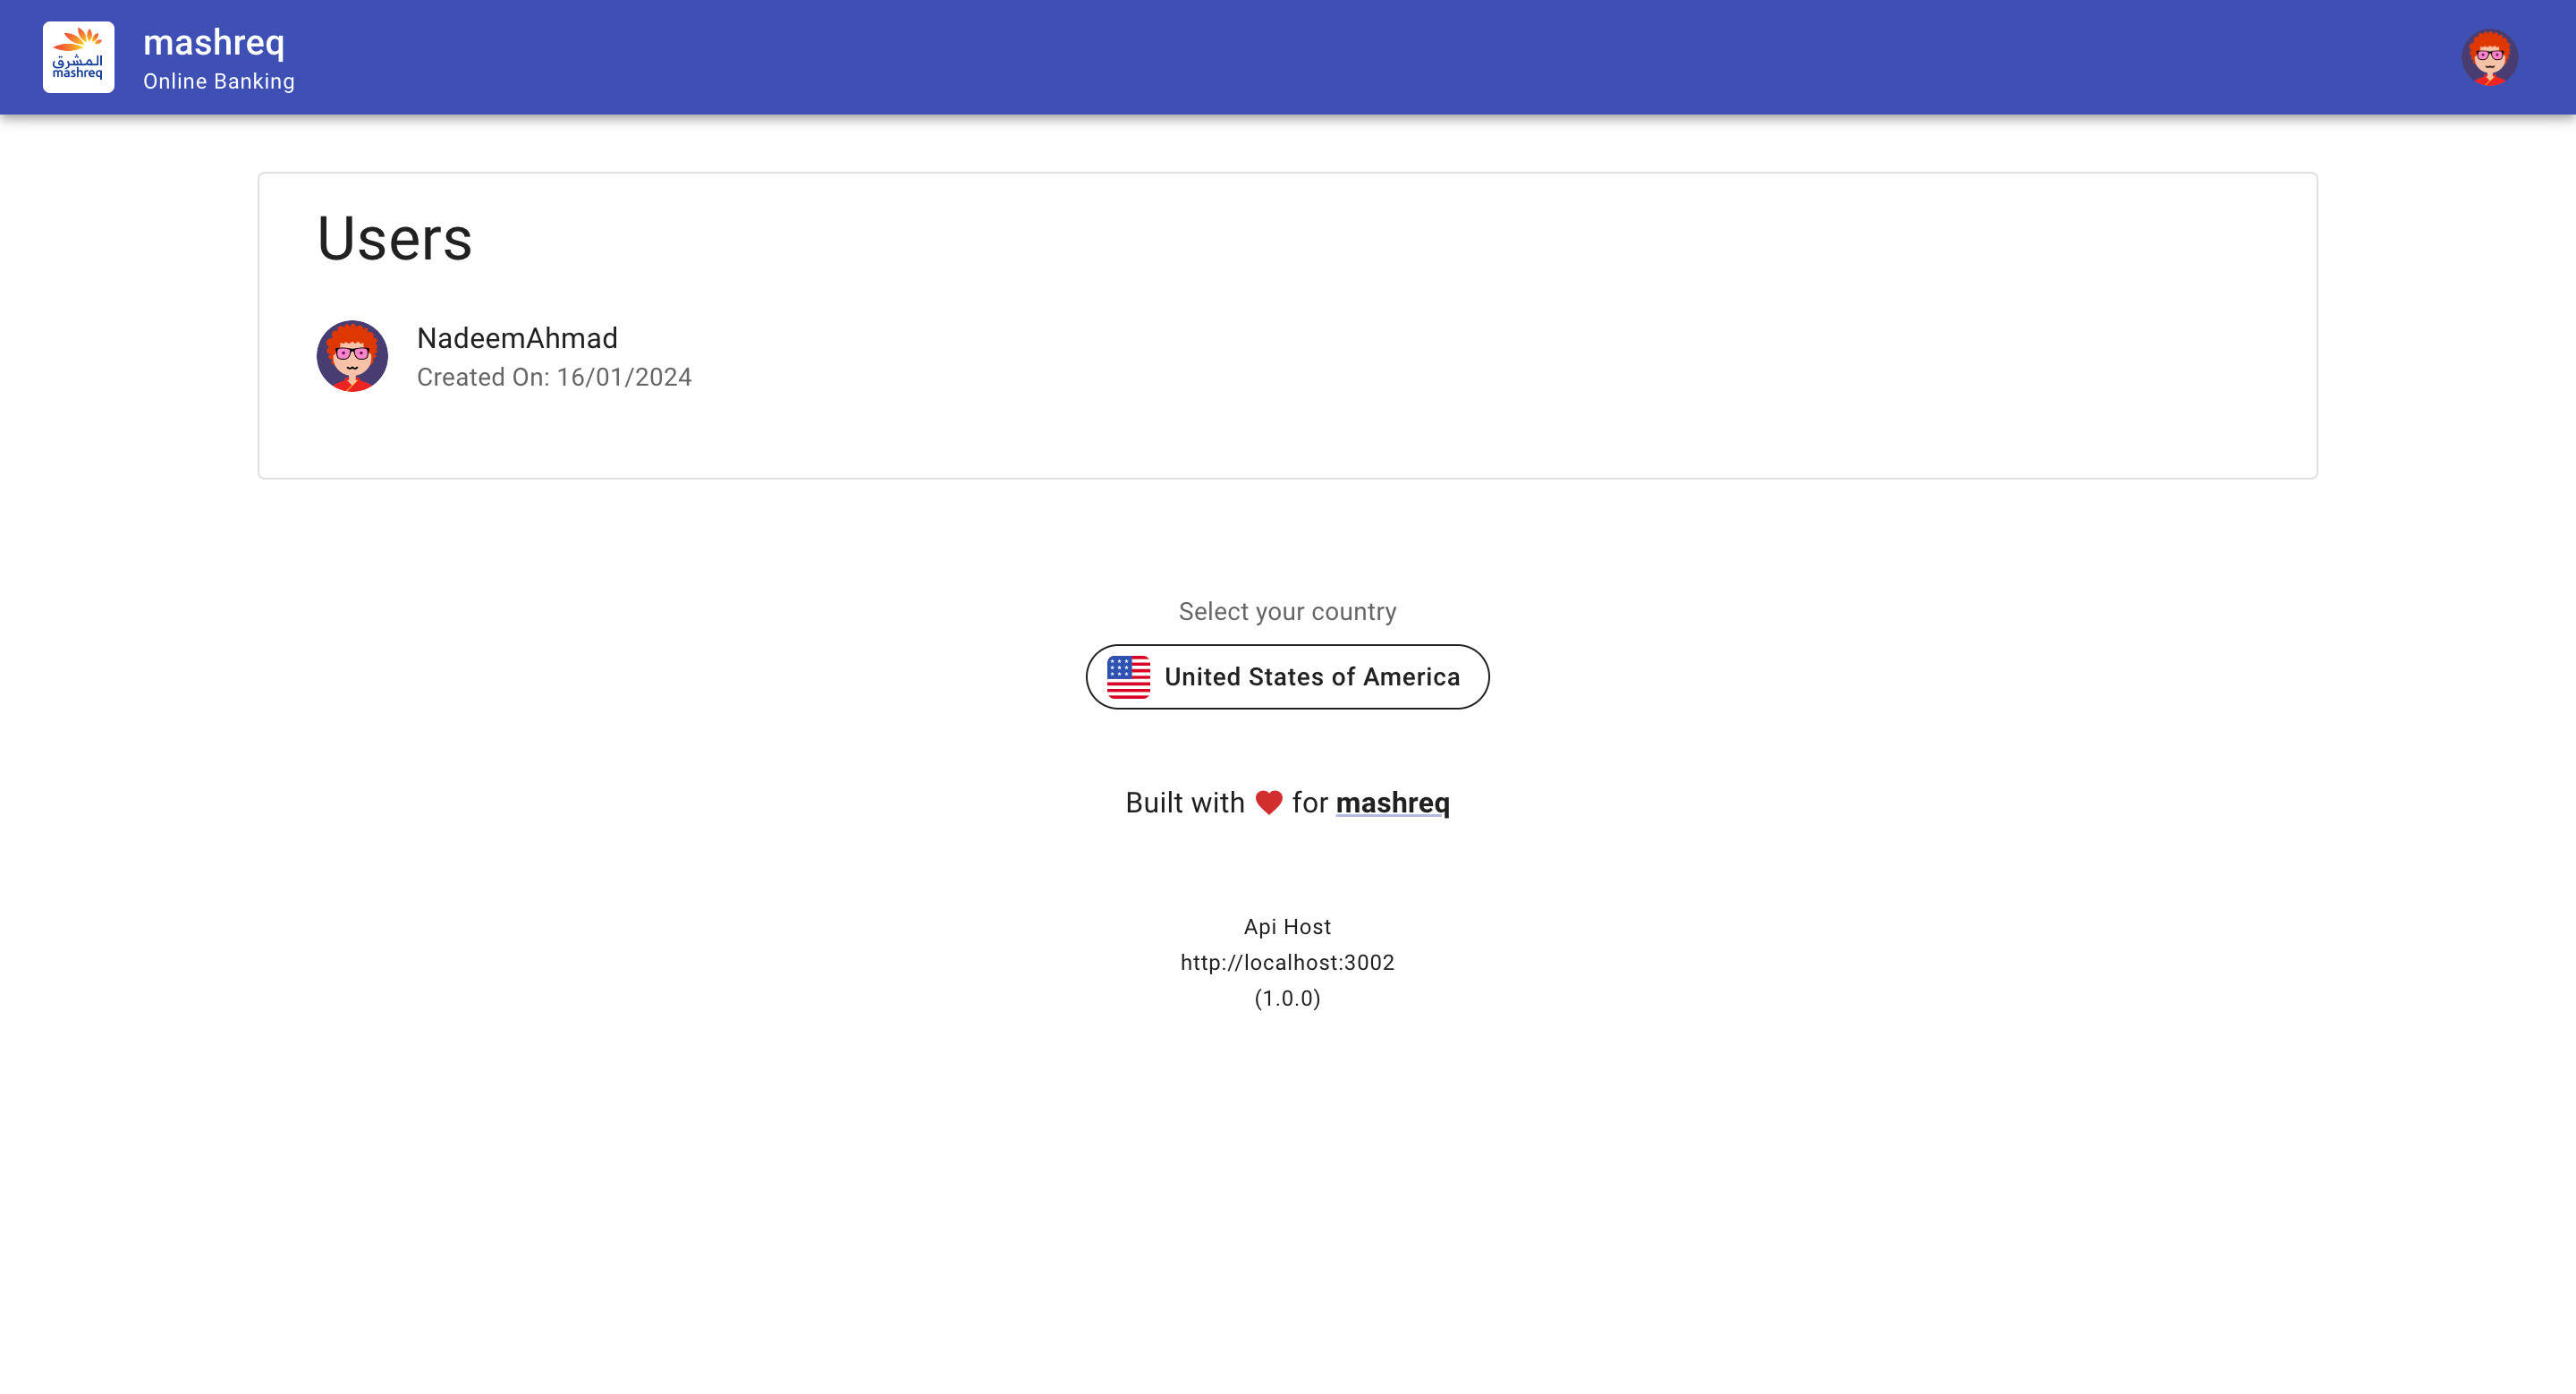 المشرق
mashreq
mashreq
Online Banking
Users
NadeemAhmad
Created On: 16/01/2024
Select your country
United States of America
Built with ❤ for mashreq
Api Host
http://localhost:3002
(1.0.0)